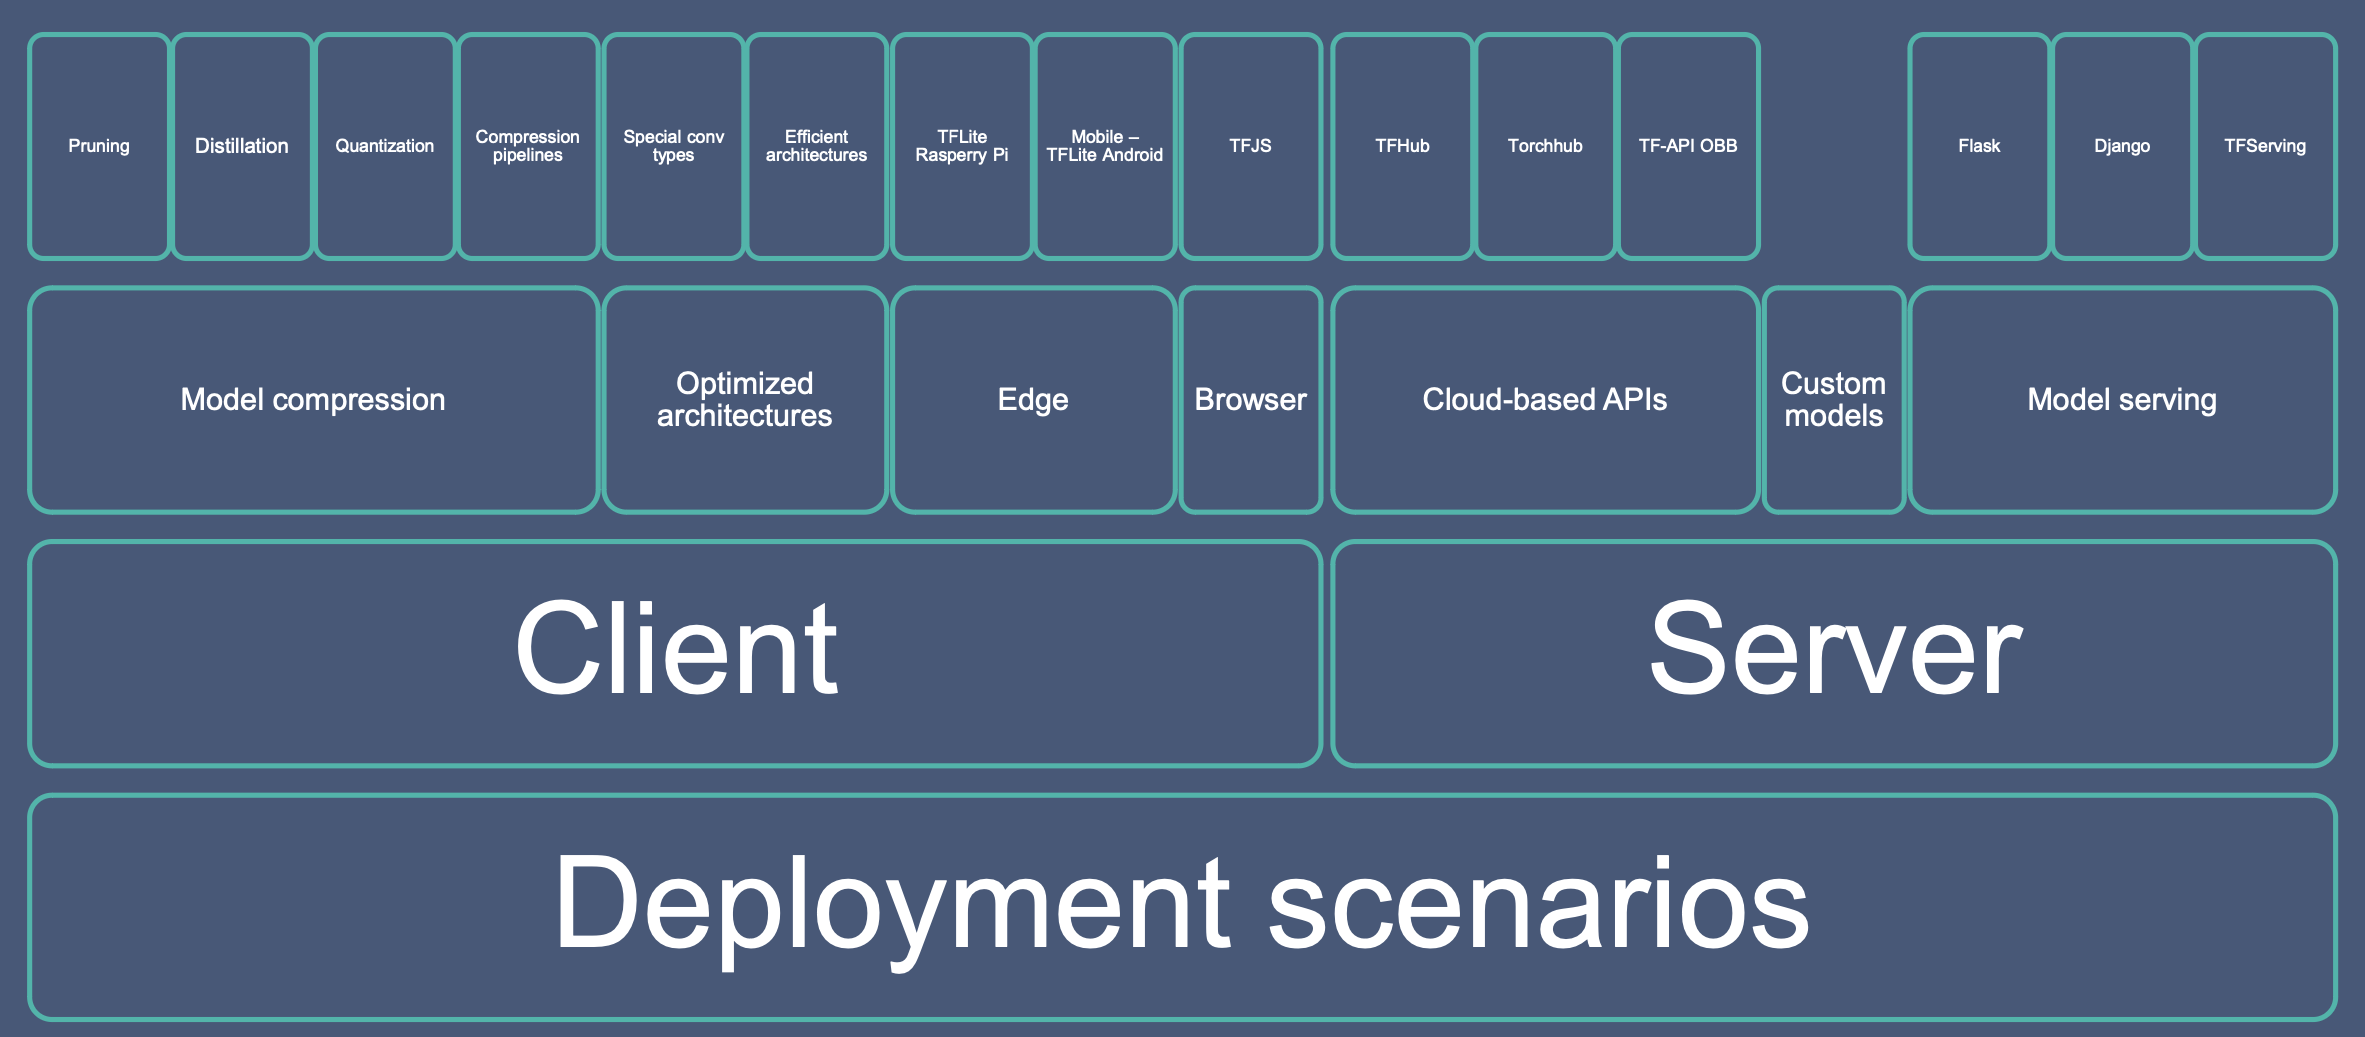 Pruning
Distillation
Quantization
Compression
pipelines
Special conv
types
Efficient
architectures
TFLite
Rasperry Pi
Mobile –
TFLite Android
TFJS
TFHub
Torchhub
TF-API OBB
Flask
Django
TFServing
Model compression
Optimized
architectures
Edge
Browser
Cloud-based APIs
Custom
models
Model serving
Client
Server
Deployment scenarios